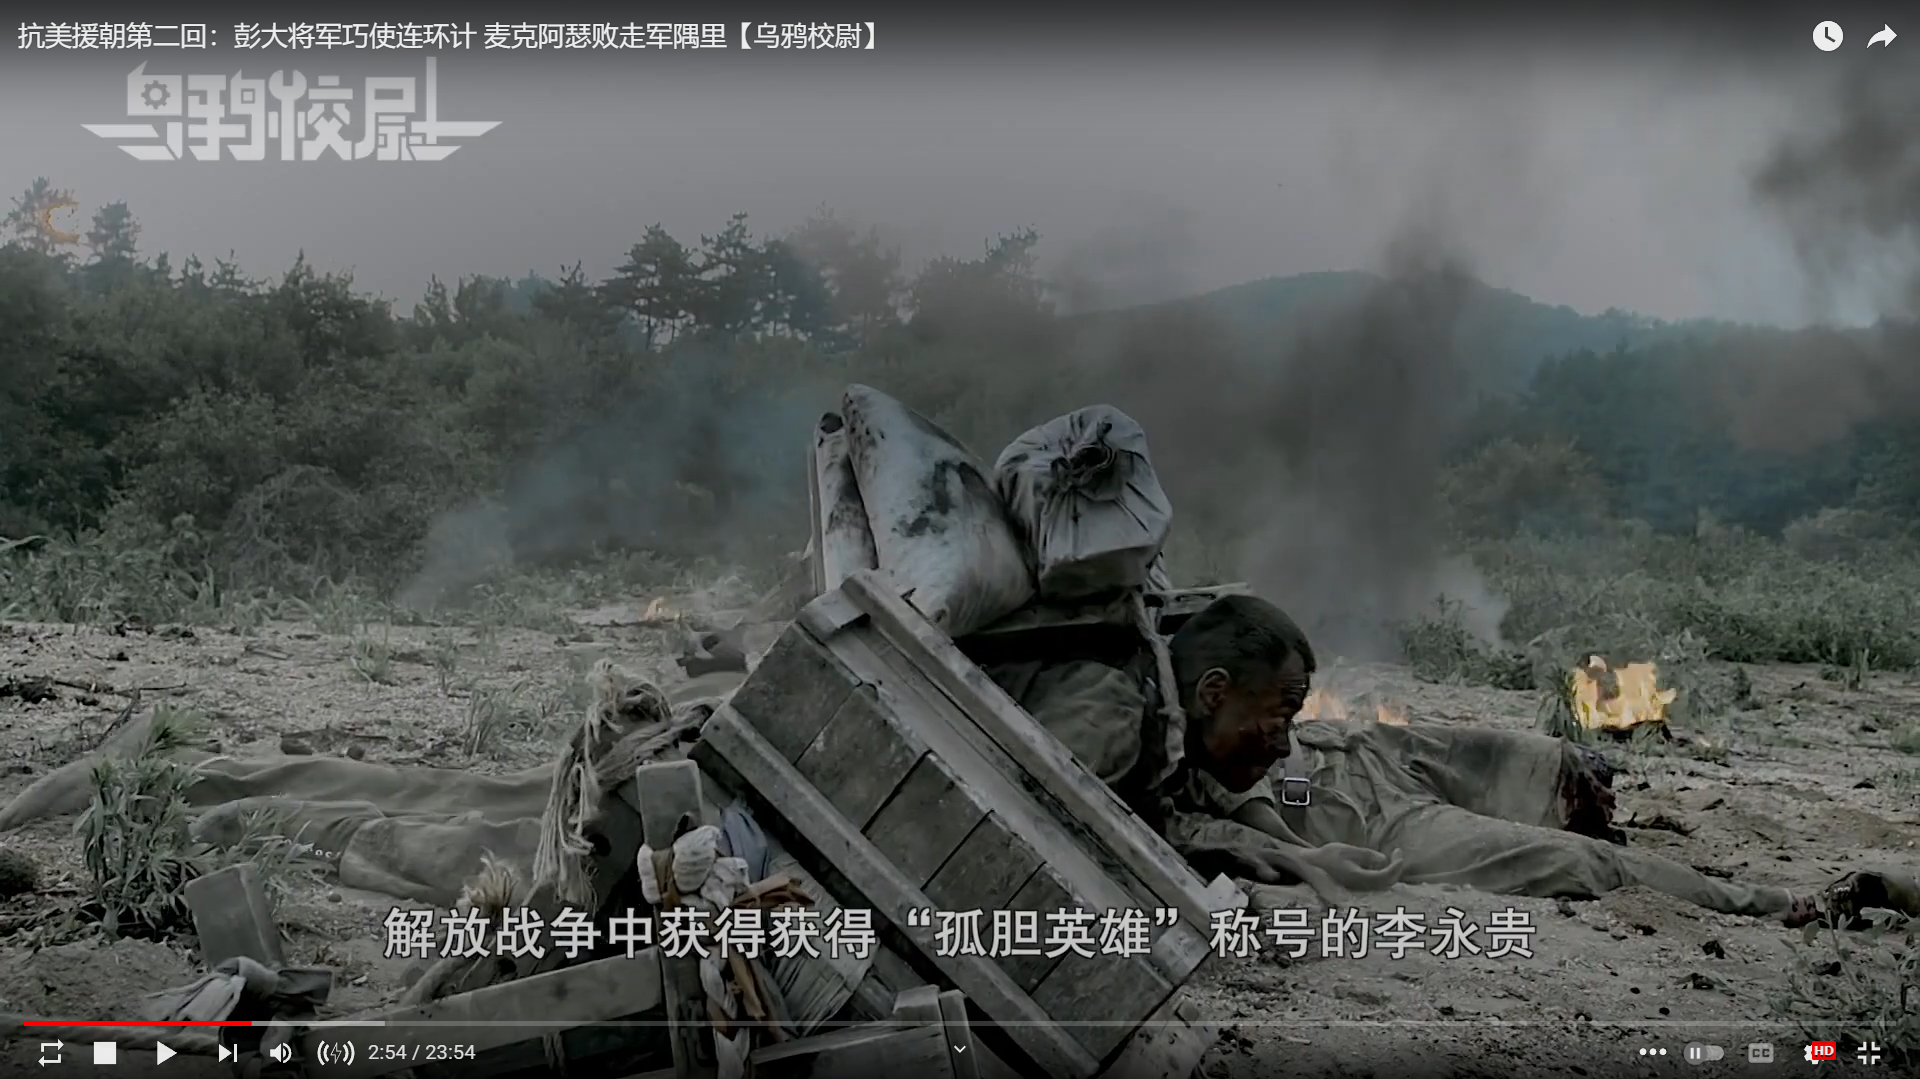 抗美援朝第二回：彭大将军巧使连环计 麦克阿瑟败走军隅里【乌鸦校尉】
乌鸦校尉
解放战争中获得获得“孤胆英雄”称号的李永贵
2:54 / 23:54
CC
HD